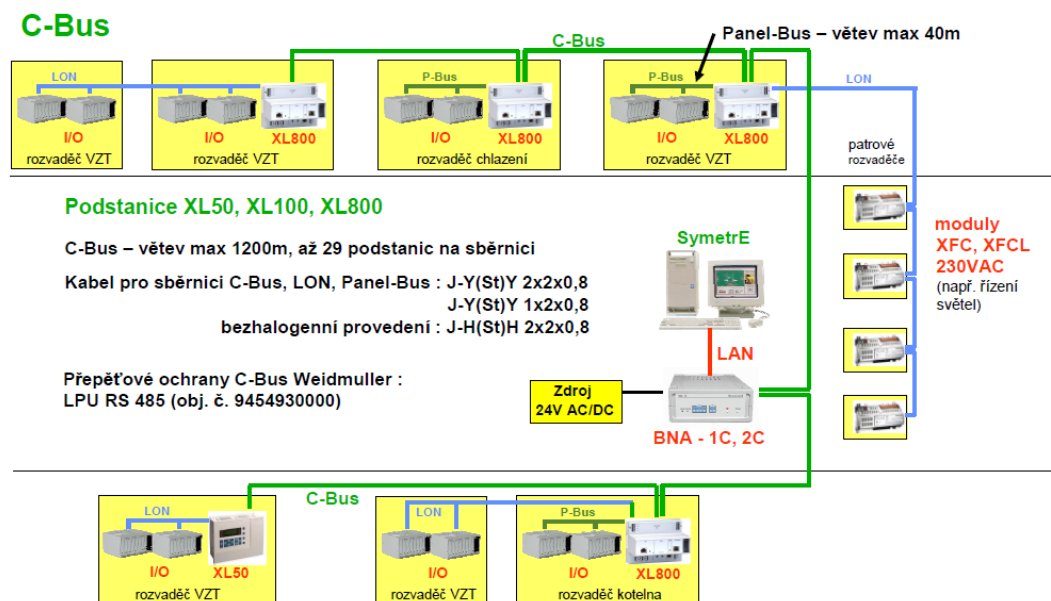 C-Bus
C-Bus
Panel-Bus – větev max 40m
LON
P-Bus
P-Bus
LON
I/O
I/O XL800
I/O XL800
I/O XL800
rozvaděč VZT
rozvaděč VZT
rozvaděč chlazení
rozvaděč VZT
patrové
rozvaděče
Podstanice XL50, XL100, XL800
C-Bus – větev max 1200m, až 29 podstanic na sběrnici
Kabel pro sběrnici C-Bus, LON, Panel-Bus : J-Y(St)Y 2x2x0,8
J-Y(St)Y 1x2x0,8
bezhalogenní provedení : J-H(St)H 2x2x0,8
Přepěťové ochrany C-Bus Weidmuller :
LPU RS 485 (obj. č. 9454930000)
SymetrE
LAN
Zdroj
24V AC/DC
BNA - 1C, 2C
moduly
XFC, XFCL
230VAC
(např. řízení
světel)
C-Bus
LON
LON
P-Bus
I/O XL50
I/O
I/O XL800
rozvaděč VZT
rozvaděč VZT
rozvaděč kotelna